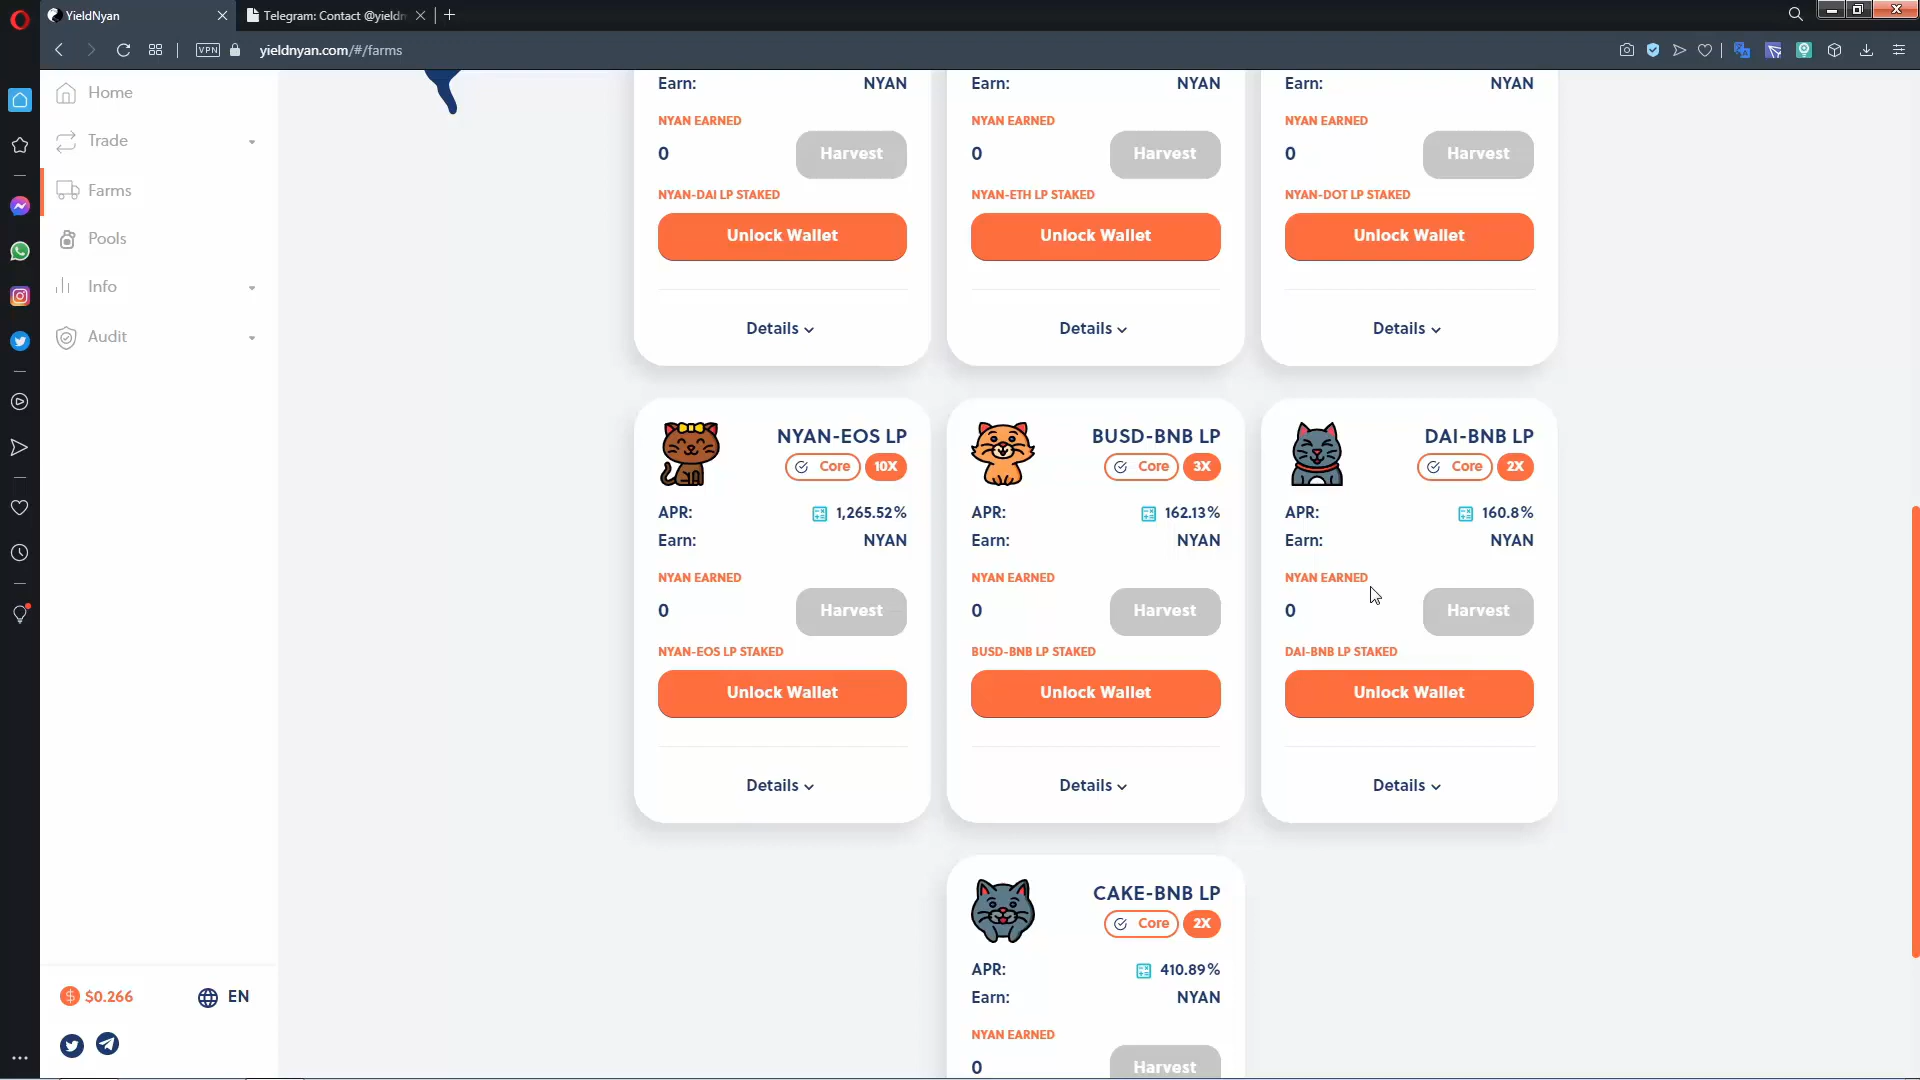 YieldNyan
Telegram: Contact @yieldn
VPN
yieldnyan.com/#/farms
Home
Trade
Farms
Pools
Info
Audit
$0.266
EN
Earn: NYAN
NYAN EARNED
0 Harvest
NYAN-DAI LP STAKED
Unlock Wallet
Details
Earn: NYAN
NYAN EARNED
0 Harvest
NYAN-ETH LP STAKED
Unlock Wallet
Details
Earn: NYAN
NYAN EARNED
0 Harvest
NYAN-DOT LP STAKED
Unlock Wallet
Details
NYAN-EOS LP
Core 10X
APR: 1,265.52%
Earn: NYAN
NYAN EARNED
0 Harvest
NYAN-EOS LP STAKED
Unlock Wallet
Details
BUSD-BNB LP
Core 3X
APR: 162.13%
Earn: NYAN
NYAN EARNED
0 Harvest
BUSD-BNB LP STAKED
Unlock Wallet
Details
DAI-BNB LP
Core 2X
APR: 160.8%
Earn: NYAN
NYAN EARNED
0 Harvest
DAI-BNB LP STAKED
Unlock Wallet
Details
CAKE-BNB LP
Core 2X
APR: 410.89%
Earn: NYAN
NYAN EARNED
0 Harvest